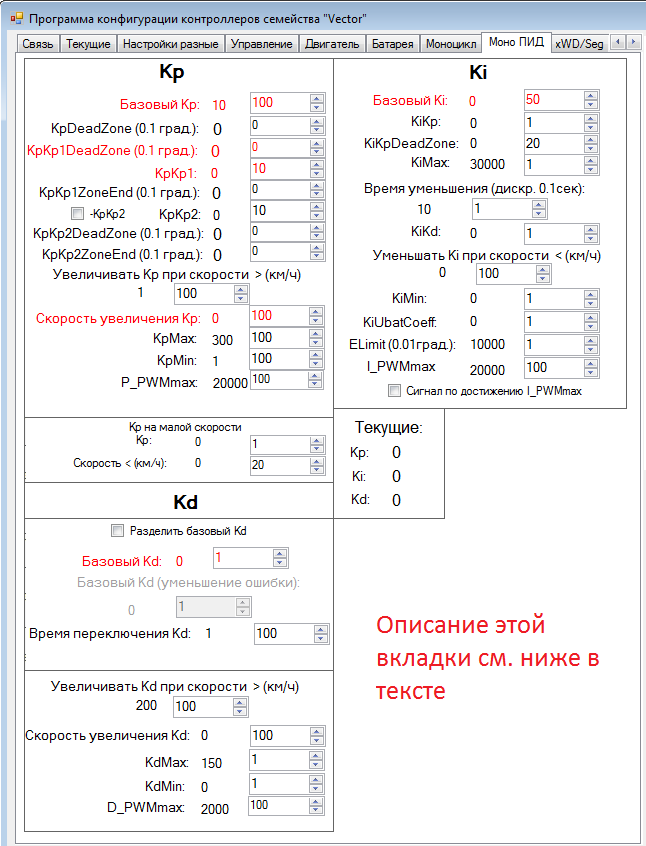 Программа конфигурации контроллеров семейства "Vector"
Связь Текущие Настройки разные Управление Двигатель Батарея Моноцикл Моно ПИД xWD/Seg
Kp
Базовый Kp: 10 100
KpDeadZone (0.1 град.): 0 0
KpKp1DeadZone (0.1 град.): 0 0
KpKp1: 0 10
KpKp1ZoneEnd (0.1 град.): 0 0
-KpKp2 KpKp2: 0 10
KpKp2DeadZone (0.1 град.): 0 0
KpKp2ZoneEnd (0.1 град.): 0 0
Увеличивать Kp при скорости > (км/ч)
1 100
Скорость увеличения Kp: 0 100
KpMax: 300 100
KpMin: 1 100
P_PWMmax: 20000 100
Kp на малой скорости
Kp: 0 1
Скорость < (км/ч): 0 20
Ki
Базовый Ki: 0 50
KiKp: 0 1
KiKpDeadZone: 0 20
KiMax: 30000 1
Время уменьшения (дискр. 0.1сек):
10 1
KiKd: 0 1
Уменьшать Ki при скорости < (км/ч)
0 100
KiMin: 0 1
KiUbatCoeff: 0 1
ELimit (0.01град.): 10000 1
I_PWMmax 20000 100
Сигнал по достижению I_PWMmax
Текущие:
Kp: 0
Ki: 0
Kd: 0
Kd
Разделить базовый Kd
Базовый Kd: 0 1
Базовый Kd (уменьшение ошибки):
0 1
Время переключения Kd: 1 100
Увеличивать Kd при скорости > (км/ч)
200 100
Скорость увеличения Kd: 0 100
KdMax: 150 1
KdMin: 0 1
D_PWMmax: 2000 100
Описание этой
вкладки см. ниже в
тексте